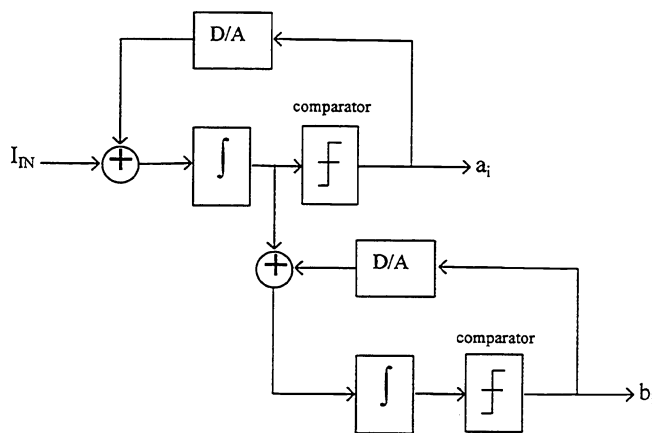 D/A
comparator
I_IN
+
∫
a_i
+
D/A
comparator
∫
b